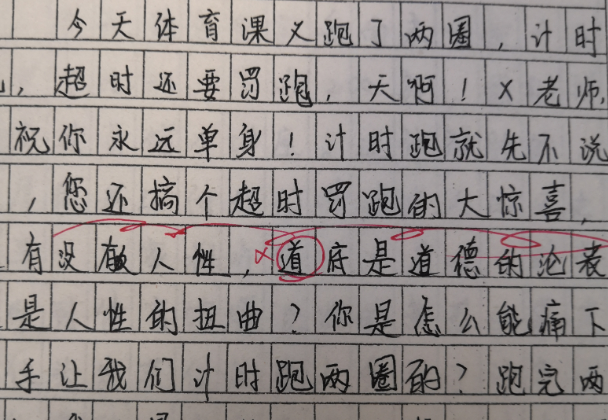 今天体育课又跑了两圈,计时
,超时还要罚跑,天啊!X老师,
祝你永远单身!计时跑就先不说
,您还搞个超时罚跑的大惊喜,
有没有人性,道府是道德的沦丧
是人性的扭曲?你是怎么能痛下
手让我们计时跑两圈的?跑完两